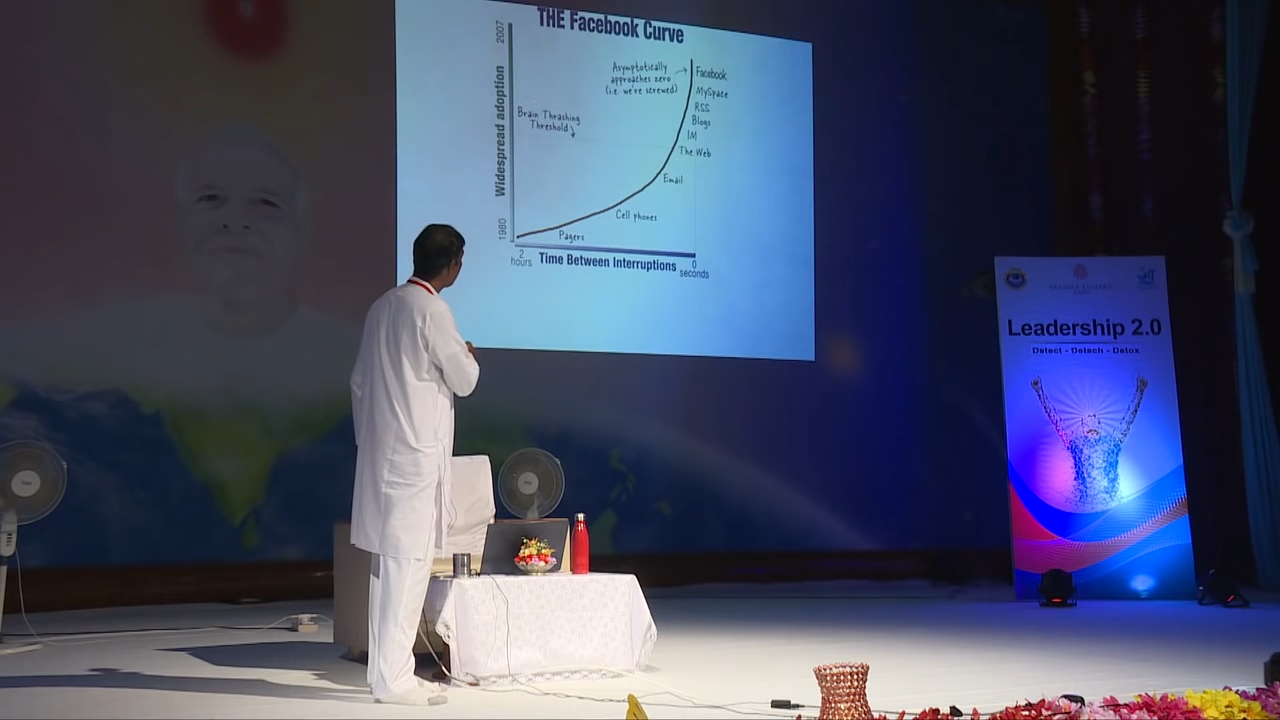 THE Facebook Curve
2007
Widespread adoption
1980
Asymptotically
approaches zero
(i.e. we're screwed)
Brain Thrashing
Threshold
Facebook
MySpace
RSS
Blogs
IM
The Web
Email
Cell phones
Pagers
2
hours
Time Between Interruptions
0
seconds
BRAHMA KUMARIS
Leadership 2.0
Detect - Detach - Detox